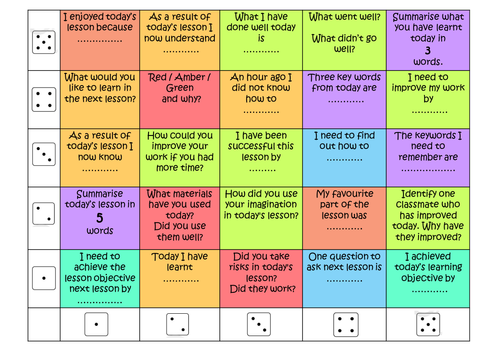 I enjoyed today's
lesson because
..............
As a result of
today's lesson I
now understand
............
What I have
done well today
is
............
What went well?
What didn't go
well?
Summarise what
you have learnt
today in
3
words.
What would you
like to learn in
the next lesson?
Red / Amber /
Green
and why?
An hour ago I
did not know
how to
............
Three key words
from today are
............
I need to
improve my work
by
............
As a result of
today's lesson I
now know
............
How could you
improve your
work if you had
more time?
I have been
successful this
lesson by
............
I need to find
out how to
............
The keywords I
need to
remember are
............
Summarise
today's lesson in
5
words
What materials
have you used
today?
Did you use
them well?
How did you use
your imagination
in today's lesson?
My favourite
part of the
lesson was
............
Identify one
classmate who
has improved
today. Why have
they improved?
I need to
achieve the
lesson objective
next lesson by
..............
Today I have
learnt
............
Did you take
risks in today's
lesson?
Did they work?
One question to
ask next lesson is
............
I achieved
today's learning
objective by
............